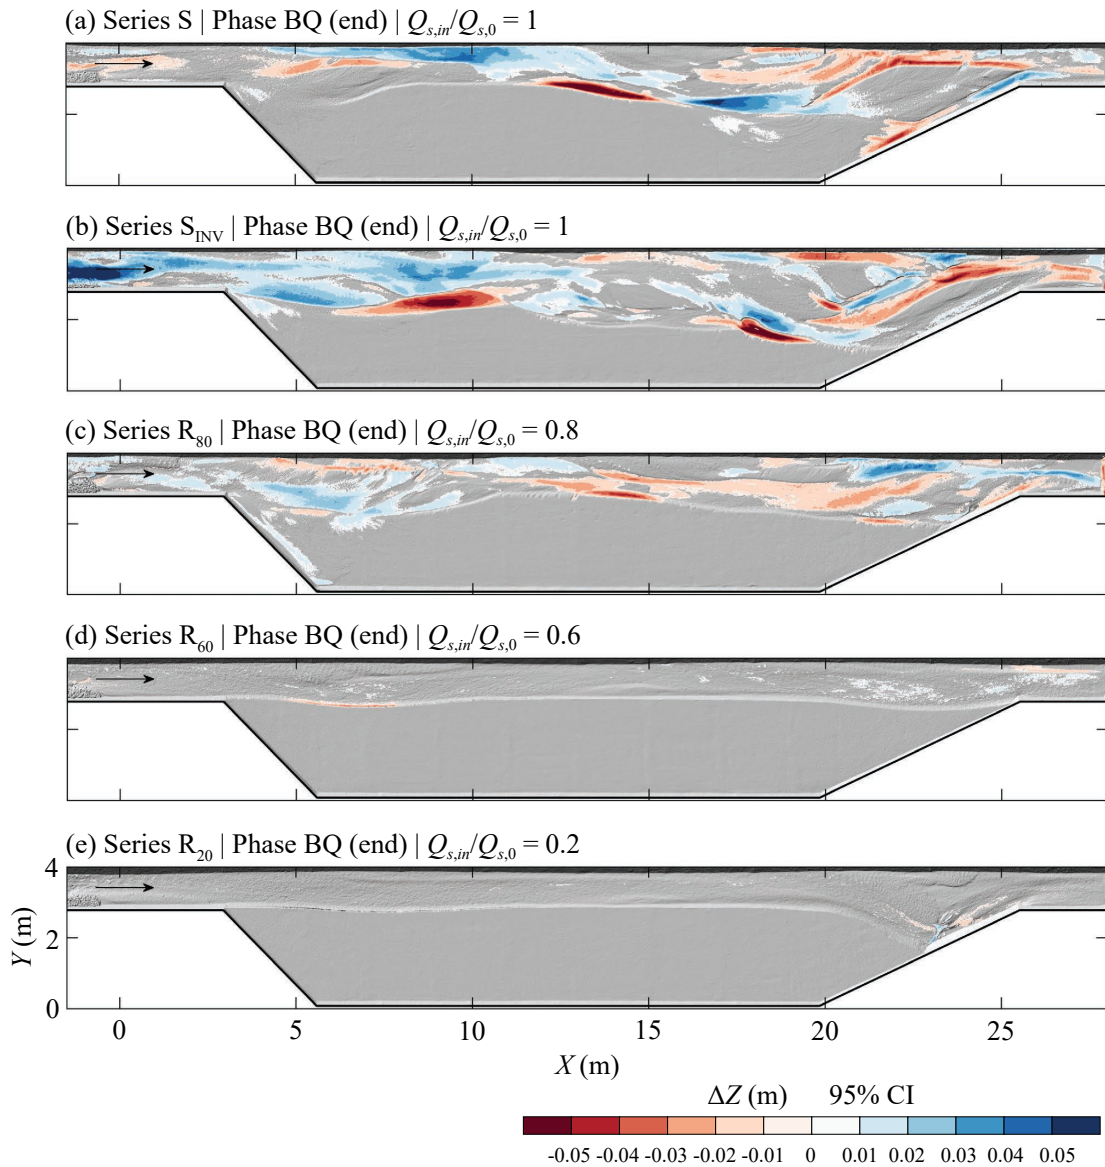 (a) Series S | Phase BQ (end) | Qs,in/Qs,0 = 1
(b) Series SINV | Phase BQ (end) | Qs,in/Qs,0 = 1
(c) Series R80 | Phase BQ (end) | Qs,in/Qs,0 = 0.8
(d) Series R60 | Phase BQ (end) | Qs,in/Qs,0 = 0.6
(e) Series R20 | Phase BQ (end) | Qs,in/Qs,0 = 0.2
4
2
0
Y (m)
0 5 10 15 20 25
X (m)
ΔZ (m) 95% CI
-0.05 -0.04 -0.03 -0.02 -0.01 0 0.01 0.02 0.03 0.04 0.05